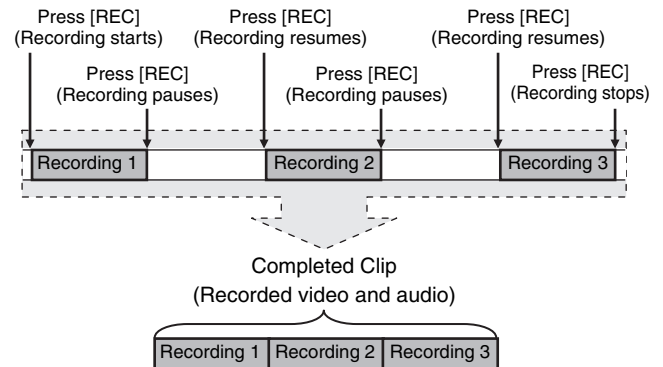 Press [REC]
(Recording starts)
Press [REC]
(Recording resumes)
Press [REC]
(Recording resumes)
Press [REC]
(Recording pauses)
Press [REC]
(Recording pauses)
Press [REC]
(Recording stops)
Recording 1
Recording 2
Recording 3
Completed Clip
(Recorded video and audio)
Recording 1
Recording 2
Recording 3